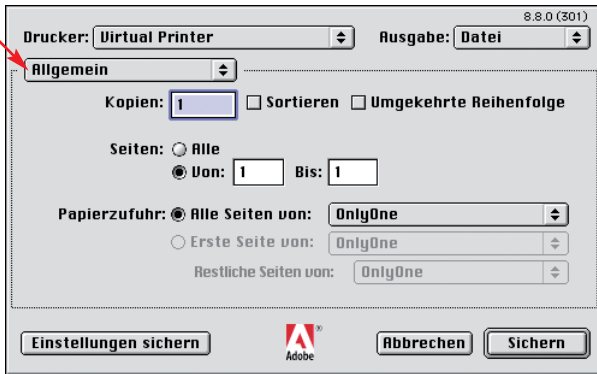 8.8.0 (301)
Drucker: Virtual Printer Ausgabe: Datei
Allgemein
Kopien: 1 Sortieren Umgekehrte Reihenfolge
Seiten: Alle
Von: 1 Bis: 1
Papierzufuhr: Alle Seiten von: OnlyOne
Erste Seite von: OnlyOne
Restliche Seiten von: OnlyOne
Einstellungen sichern Adobe® Abbrechen Sichern